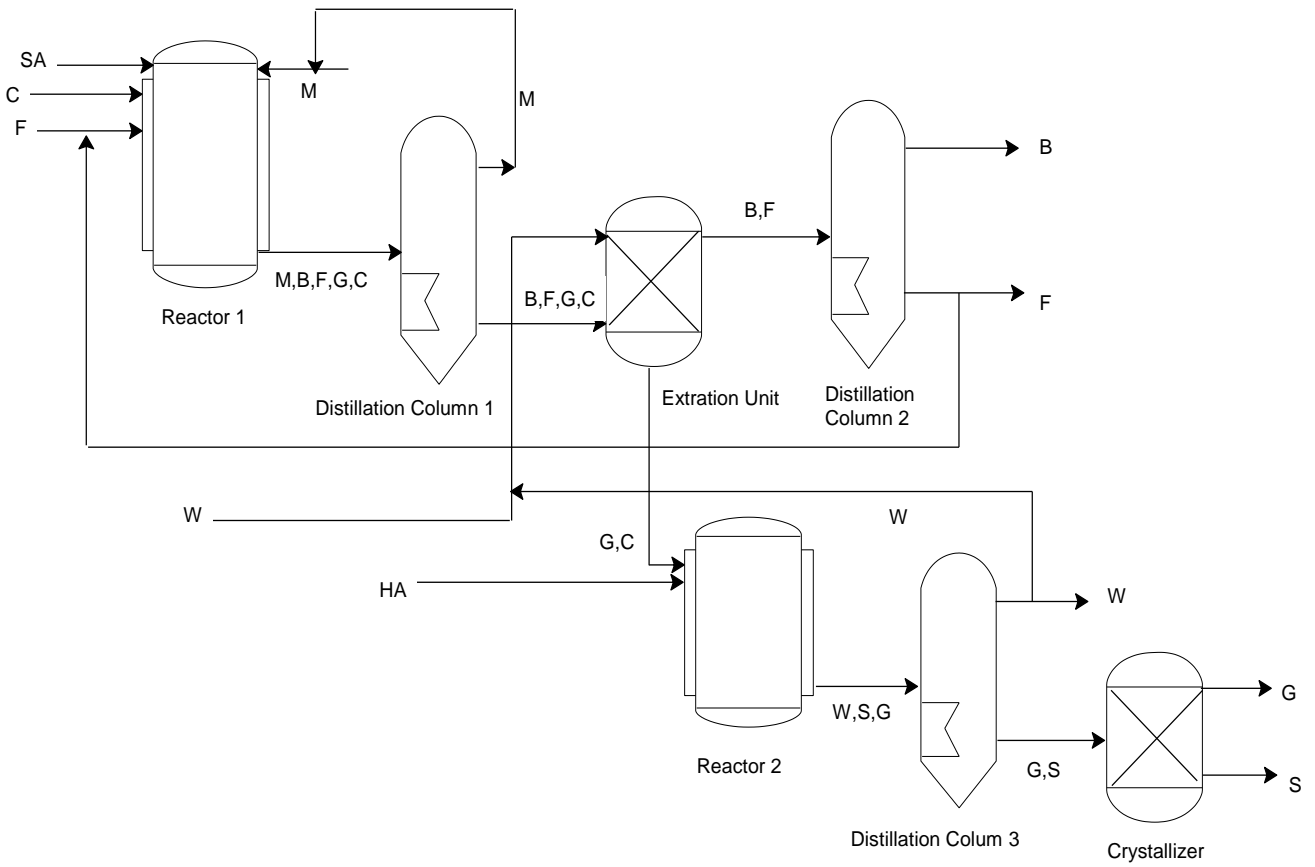 SA
C
F
M
M
Reactor 1
M,B,F,G,C
Distillation Column 1
B,F,G,C
Extration Unit
B,F
Distillation
Column 2
B
F
W
W
G,C
HA
Reactor 2
W,S,G
W
Distillation Colum 3
G,S
Crystallizer
G
S